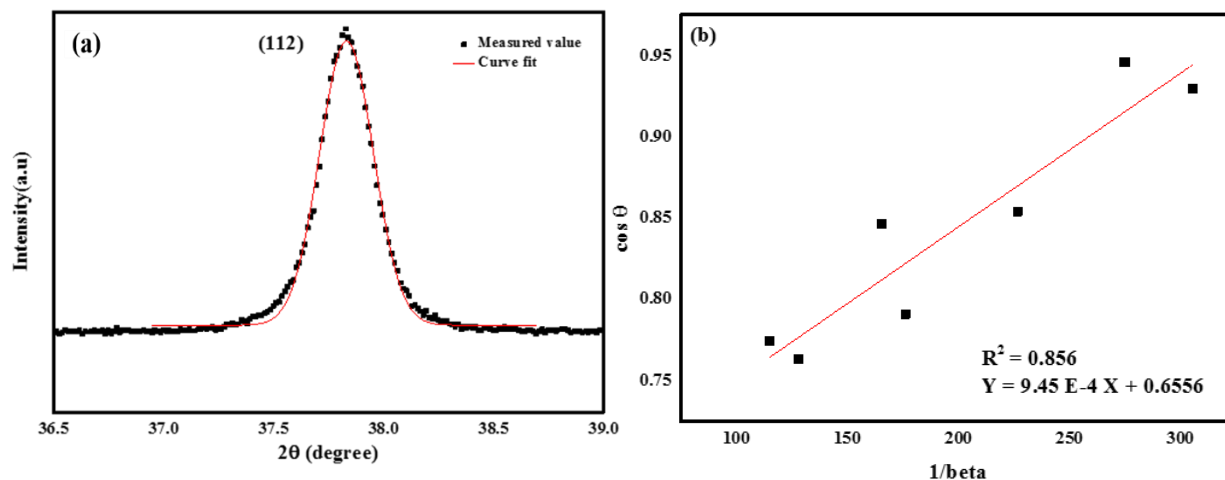 (a)
(112)
Measured value
Curve fit
Intensity(a.u)
36.5
37.0
37.5
38.0
38.5
39.0
2θ (degree)
(b)
0.95
0.90
0.85
0.80
0.75
cos θ
R² = 0.856
Y = 9.45 E-4 X + 0.6556
100
150
200
250
300
1/beta